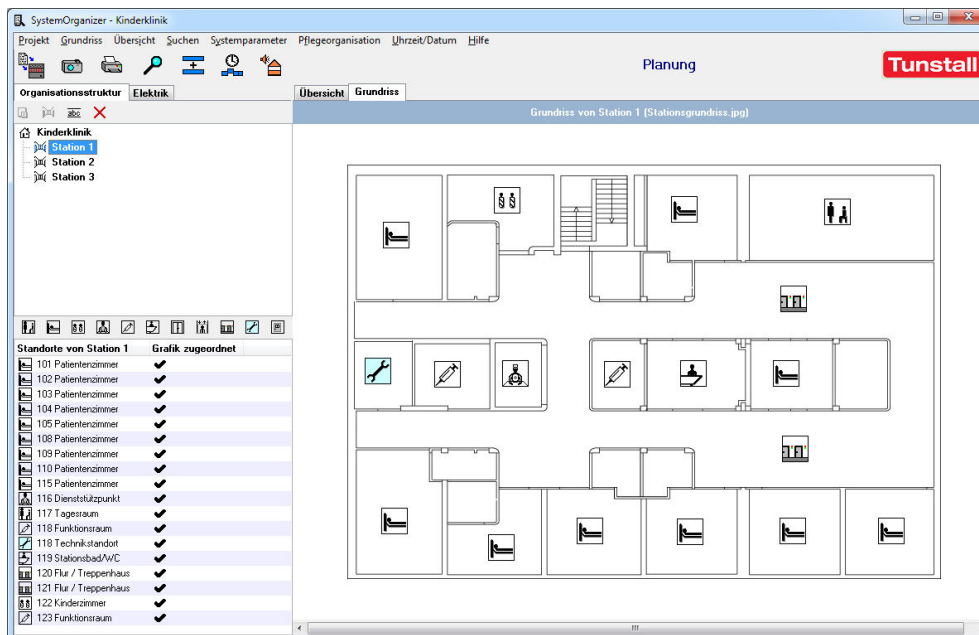 SystemOrganizer - Kinderklinik
Projekt Grundriss Übersicht Suchen Systemparameter Pflegeorganisation Uhrzeit/Datum Hilfe
Planung
Tunstall
Organisationsstruktur Elektrik
Übersicht Grundriss
abc
Grundriss von Station 1 (Stationsgrundriss.jpg)
Kinderklinik
Station 1
Station 2
Station 3
Standorte von Station 1 Grafik zugeordnet
101 Patientenzimmer
102 Patientenzimmer
103 Patientenzimmer
104 Patientenzimmer
105 Patientenzimmer
108 Patientenzimmer
109 Patientenzimmer
110 Patientenzimmer
115 Patientenzimmer
116 Dienststützpunkt
117 Tagesraum
118 Funktionsraum
118 Technikstandort
119 Stationsbad/WC
120 Flur / Treppenhaus
121 Flur / Treppenhaus
122 Kinderzimmer
123 Funktionsraum